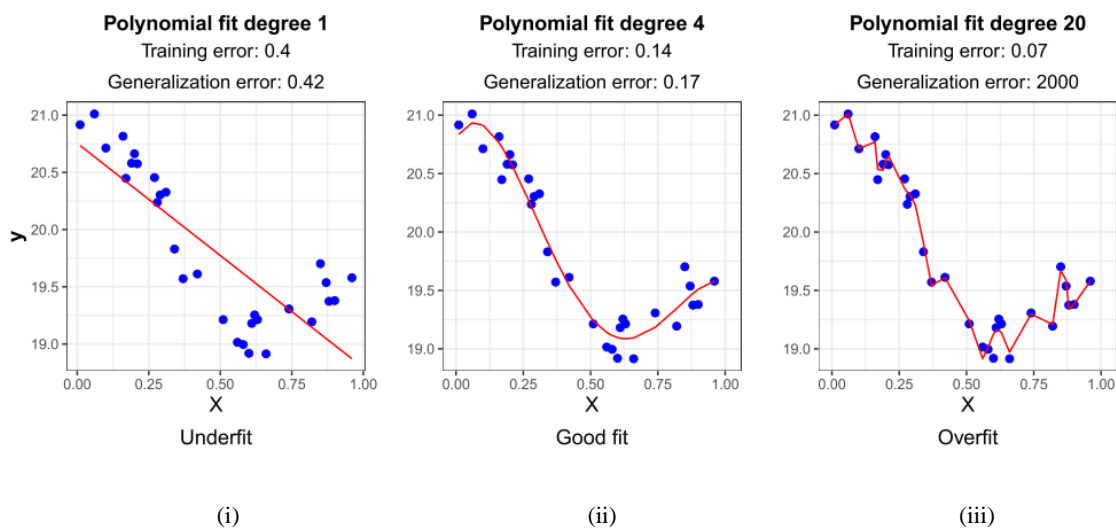 Polynomial fit degree 1
Training error: 0.4
Generalization error: 0.42
21.0
20.5
20.0
19.5
19.0
y
0.00 0.25 0.50 0.75 1.00
X
Underfit
(i)
Polynomial fit degree 4
Training error: 0.14
Generalization error: 0.17
21.0
20.5
20.0
19.5
19.0
0.00 0.25 0.50 0.75 1.00
X
Good fit
(ii)
Polynomial fit degree 20
Training error: 0.07
Generalization error: 2000
21.0
20.5
20.0
19.5
19.0
0.00 0.25 0.50 0.75 1.00
X
Overfit
(iii)